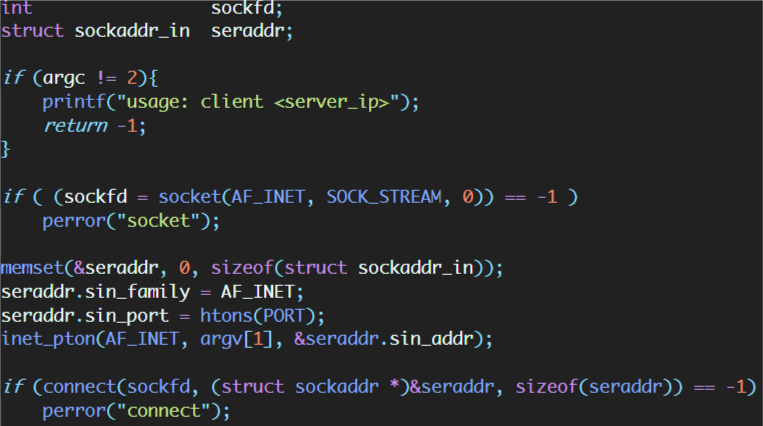 int                  sockfd;
struct sockaddr_in  seraddr;
if (argc != 2){
    printf("usage: client <server_ip>");
    return -1;
}
if ( (sockfd = socket(AF_INET, SOCK_STREAM, 0)) == -1 )
    perror("socket");
memset(&seraddr, 0, sizeof(struct sockaddr_in));
seraddr.sin_family = AF_INET;
seraddr.sin_port = htons(PORT);
inet_pton(AF_INET, argv[1], &seraddr.sin_addr);
if (connect(sockfd, (struct sockaddr *)&seraddr, sizeof(seraddr)) == -1)
    perror("connect");